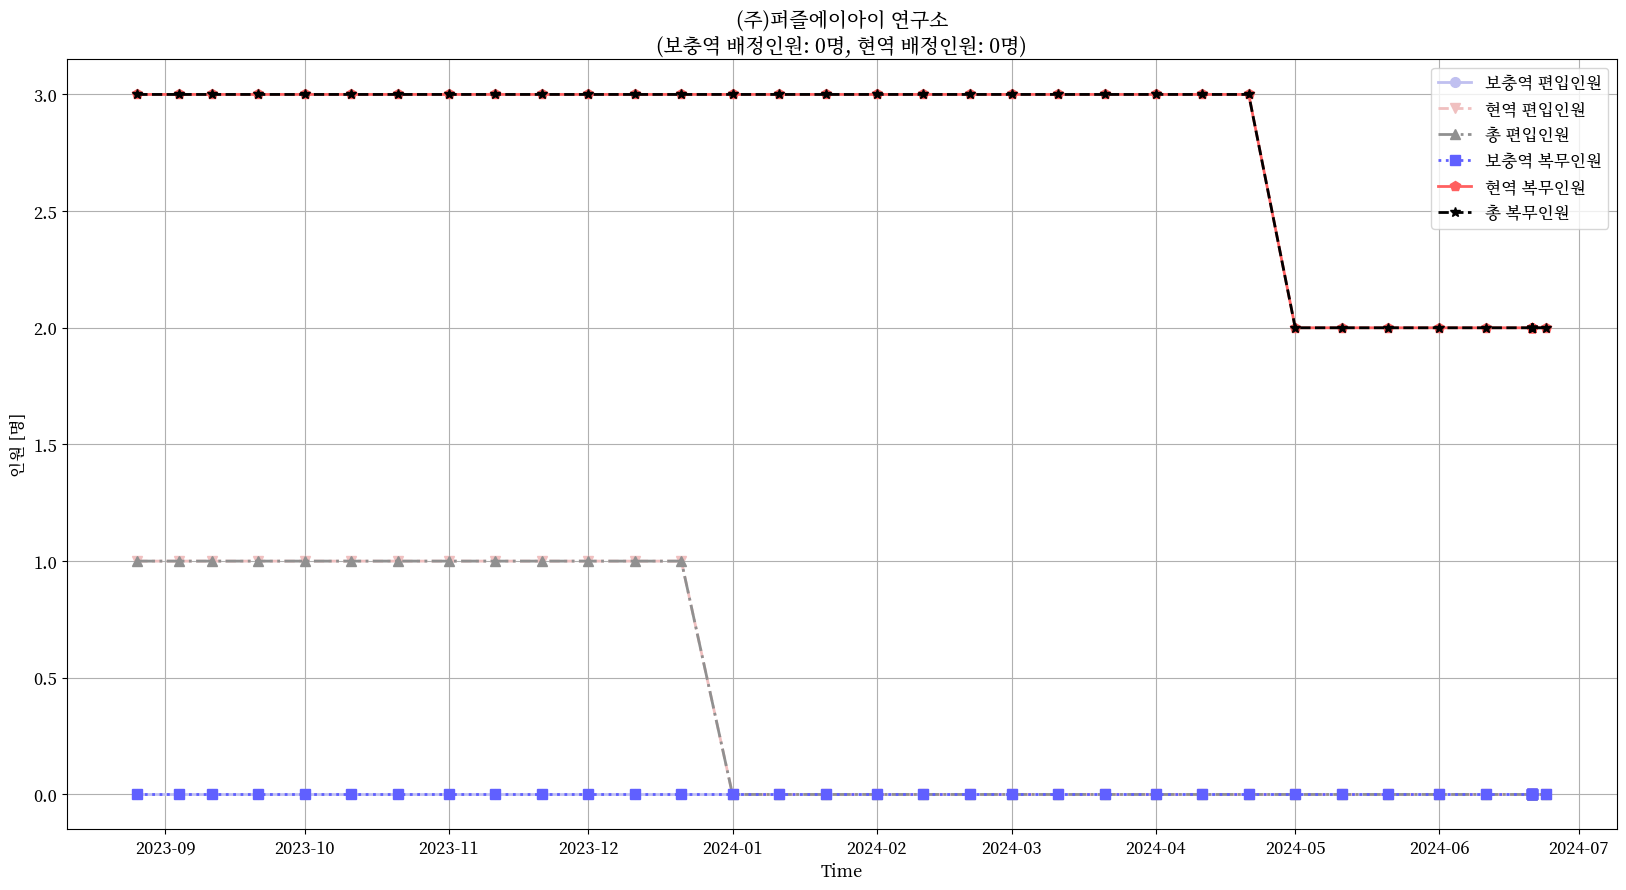 (주)퍼즐에이아이 연구소
(보충역 배정인원: 0명, 현역 배정인원: 0명)
보충역 편입인원
현역 편입인원
총 편입인원
보충역 복무인원
현역 복무인원
총 복무인원
인원 [명]
3.0
2.5
2.0
1.5
1.0
0.5
0.0
2023-09 2023-10 2023-11 2023-12 2024-01 2024-02 2024-03 2024-04 2024-05 2024-06 2024-07
Time